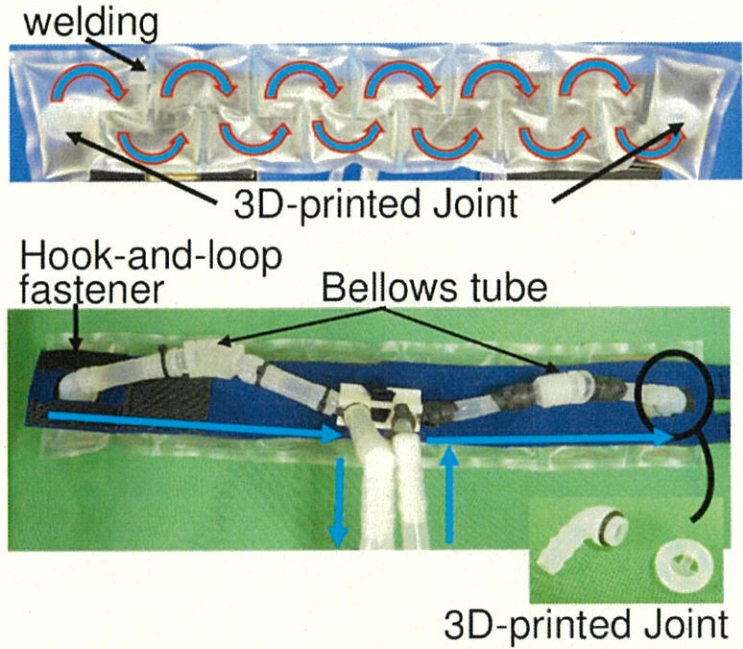 welding
3D-printed Joint
Hook-and-loop
fastener
Bellows tube
3D-printed Joint